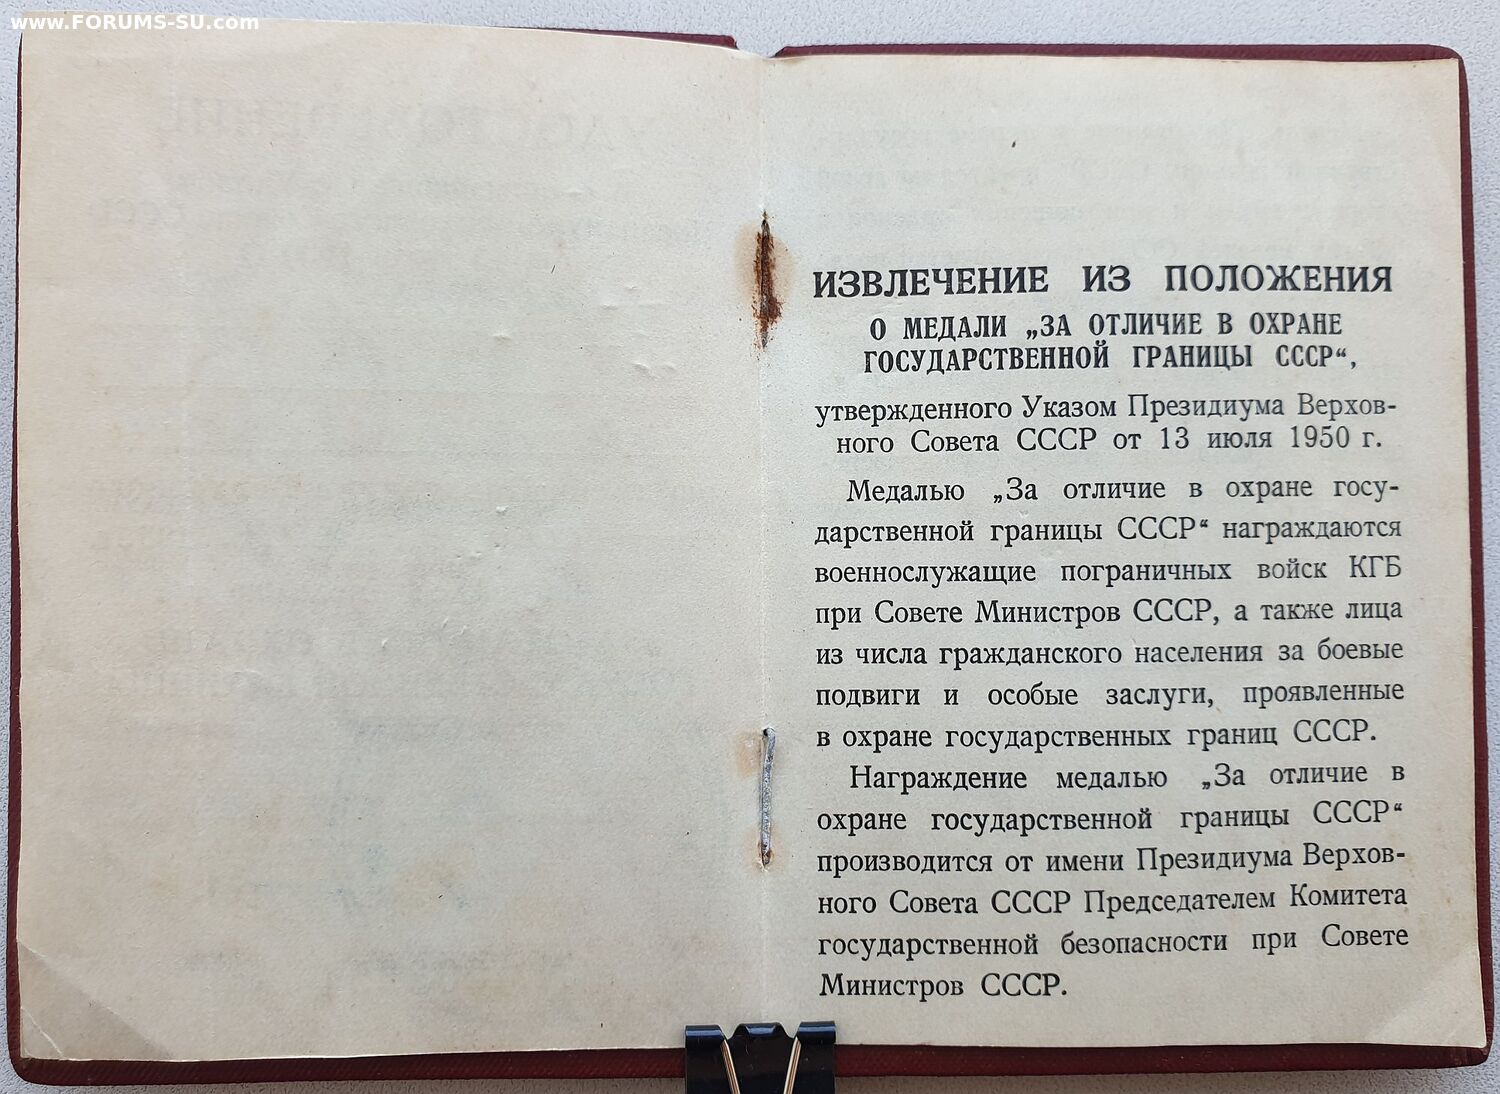 www.FORUMS-SU.com
ИЗВЛЕЧЕНИЕ ИЗ ПОЛОЖЕНИЯ
О МЕДАЛИ „ЗА ОТЛИЧИЕ В ОХРАНЕ
ГОСУДАРСТВЕННОЙ ГРАНИЦЫ СССР“,
утвержденного Указом Президиума Верхов-
ного Совета СССР от 13 июля 1950 г.
Медалью „За отличие в охране госу-
дарственной границы СССР“ награждаются
военнослужащие пограничных войск КГБ
при Совете Министров СССР, а также лица
из числа гражданского населения за боевые
подвиги и особые заслуги, проявленные
в охране государственных границ СССР.
Награждение медалью „За отличие в
охране государственной границы СССР“
производится от имени Президиума Верхов-
ного Совета СССР Председателем Комитета
государственной безопасности при Совете
Министров СССР.